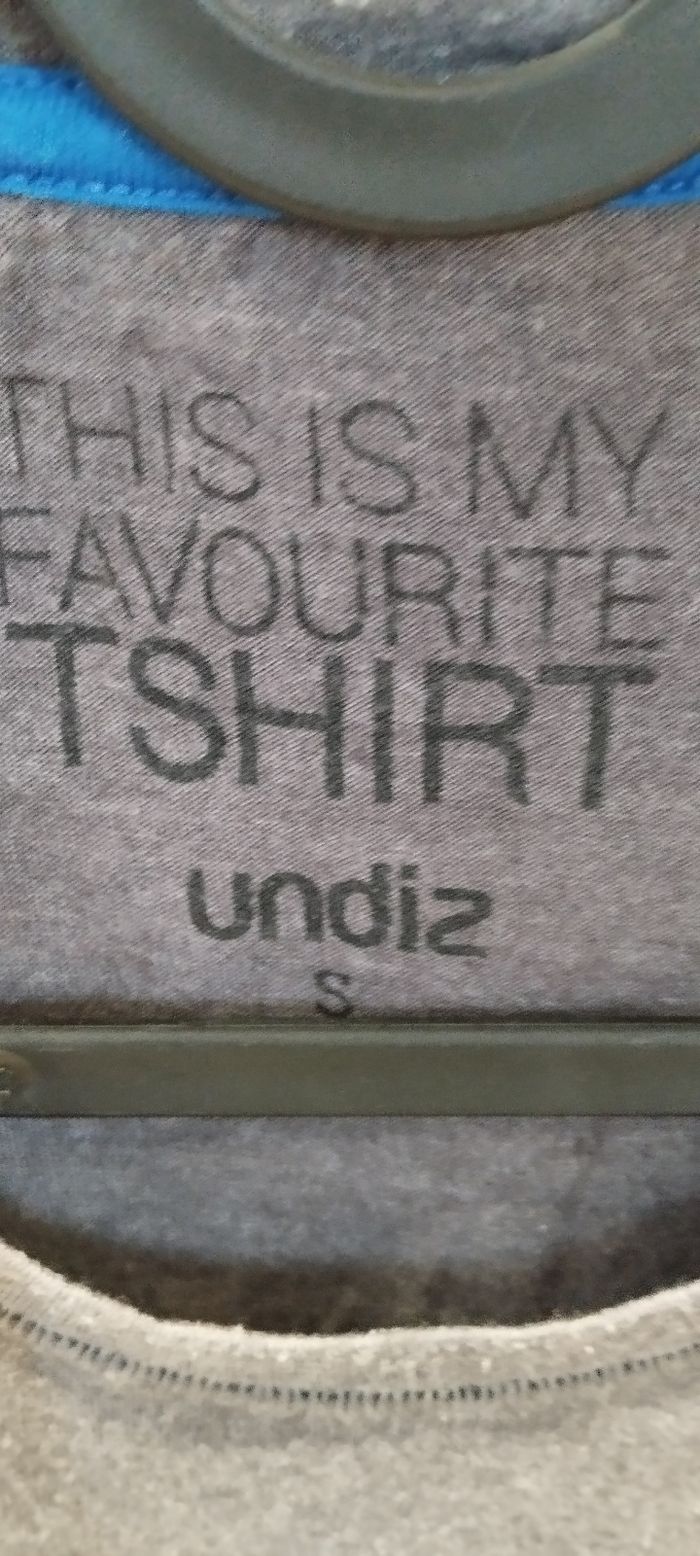 THIS IS MY
FAVOURITE
TSHIRT
undiz
S